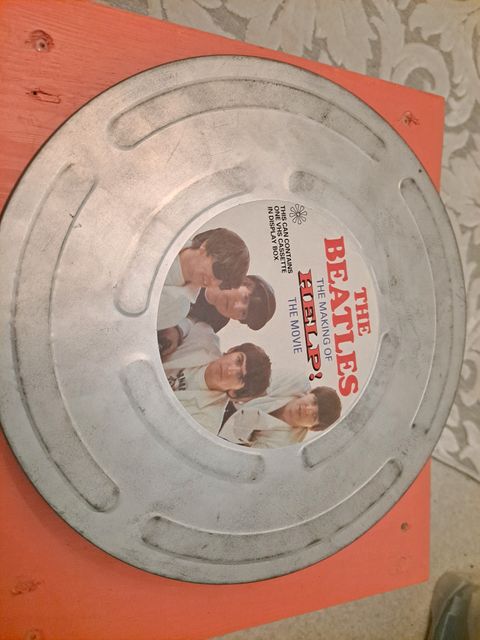 THE
BEATLES
THE MAKING OF
HELP!
THE MOVIE
THIS CAN CONTAINS
ONE VHS CASSETTE
IN DISPLAY BOX